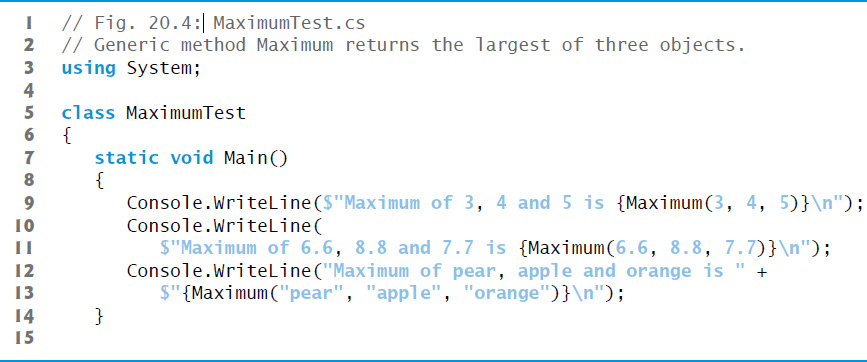 1 // Fig. 20.4: MaximumTest.cs
2 // Generic method Maximum returns the largest of three objects.
3 using System;
4
5 class MaximumTest
6 {
7 static void Main()
8 {
9 Console.WriteLine($"Maximum of 3, 4 and 5 is {Maximum(3, 4, 5)}\n");
10 Console.WriteLine(
11 $"Maximum of 6.6, 8.8 and 7.7 is {Maximum(6.6, 8.8, 7.7)}\n");
12 Console.WriteLine("Maximum of pear, apple and orange is " +
13 $"{Maximum("pear", "apple", "orange")}\n");
14 }
15